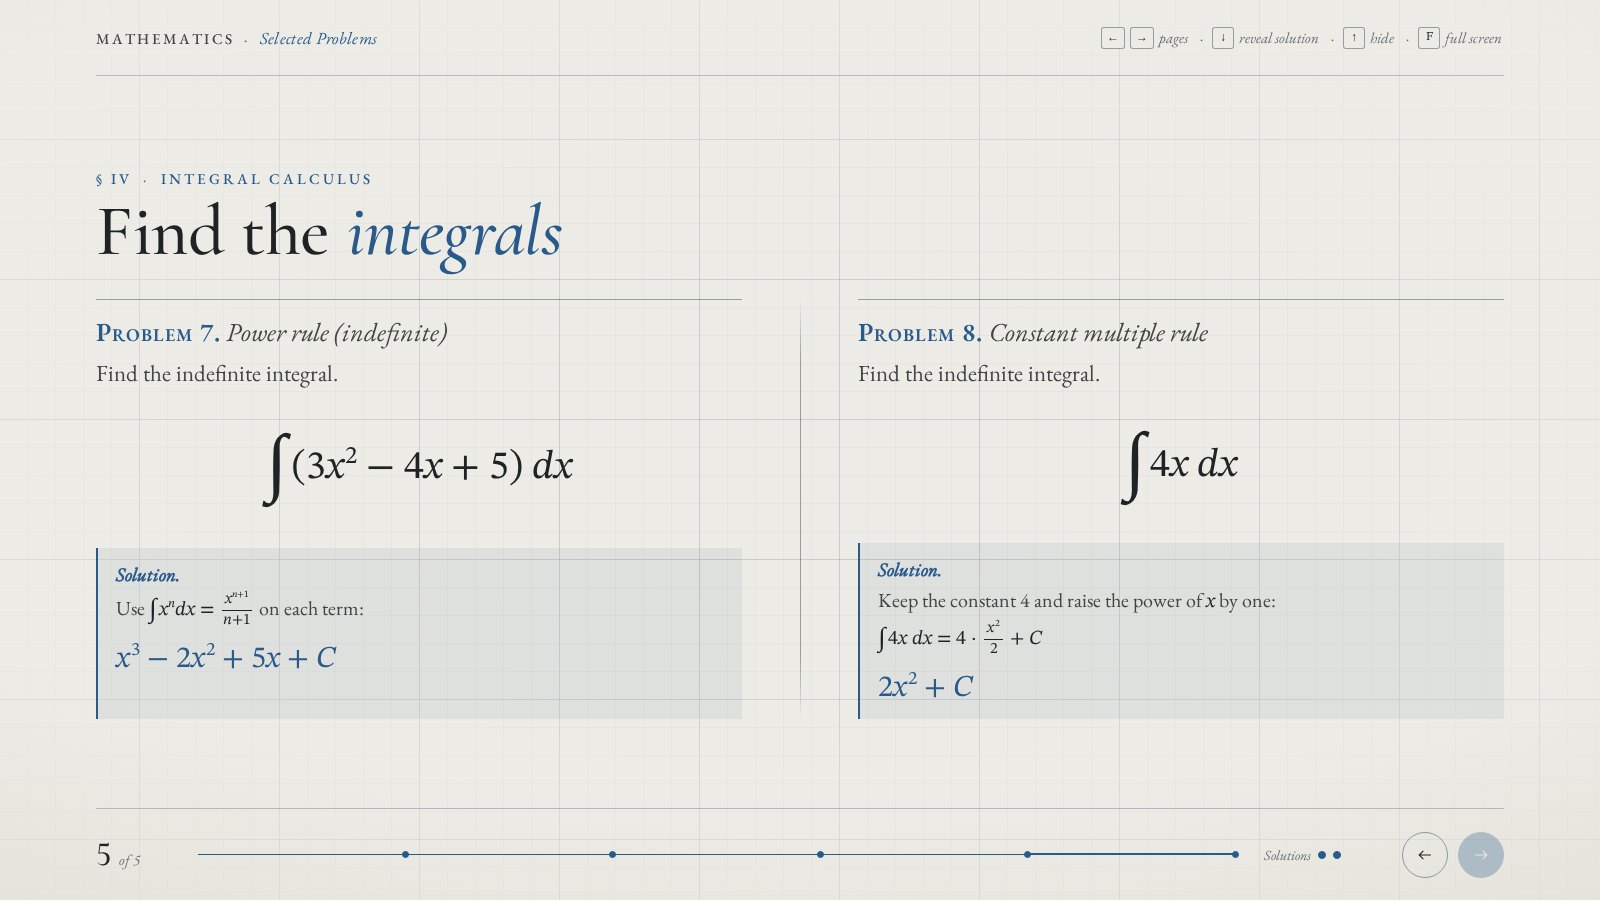 MATHEMATICS · Selected Problems
← → pages · ↓ reveal solution · ↑ hide · F full screen
§ IV · INTEGRAL CALCULUS
Find the integrals
PROBLEM 7. Power rule (indefinite)
Find the indefinite integral.
∫(3x² − 4x + 5) dx
Solution.
Use ∫xⁿdx = xⁿ⁺¹/n+1 on each term:
x³ − 2x² + 5x + C
PROBLEM 8. Constant multiple rule
Find the indefinite integral.
∫4x dx
Solution.
Keep the constant 4 and raise the power of x by one:
∫4x dx = 4 · x²/2 + C
2x² + C
5 of 5
Solutions
← →